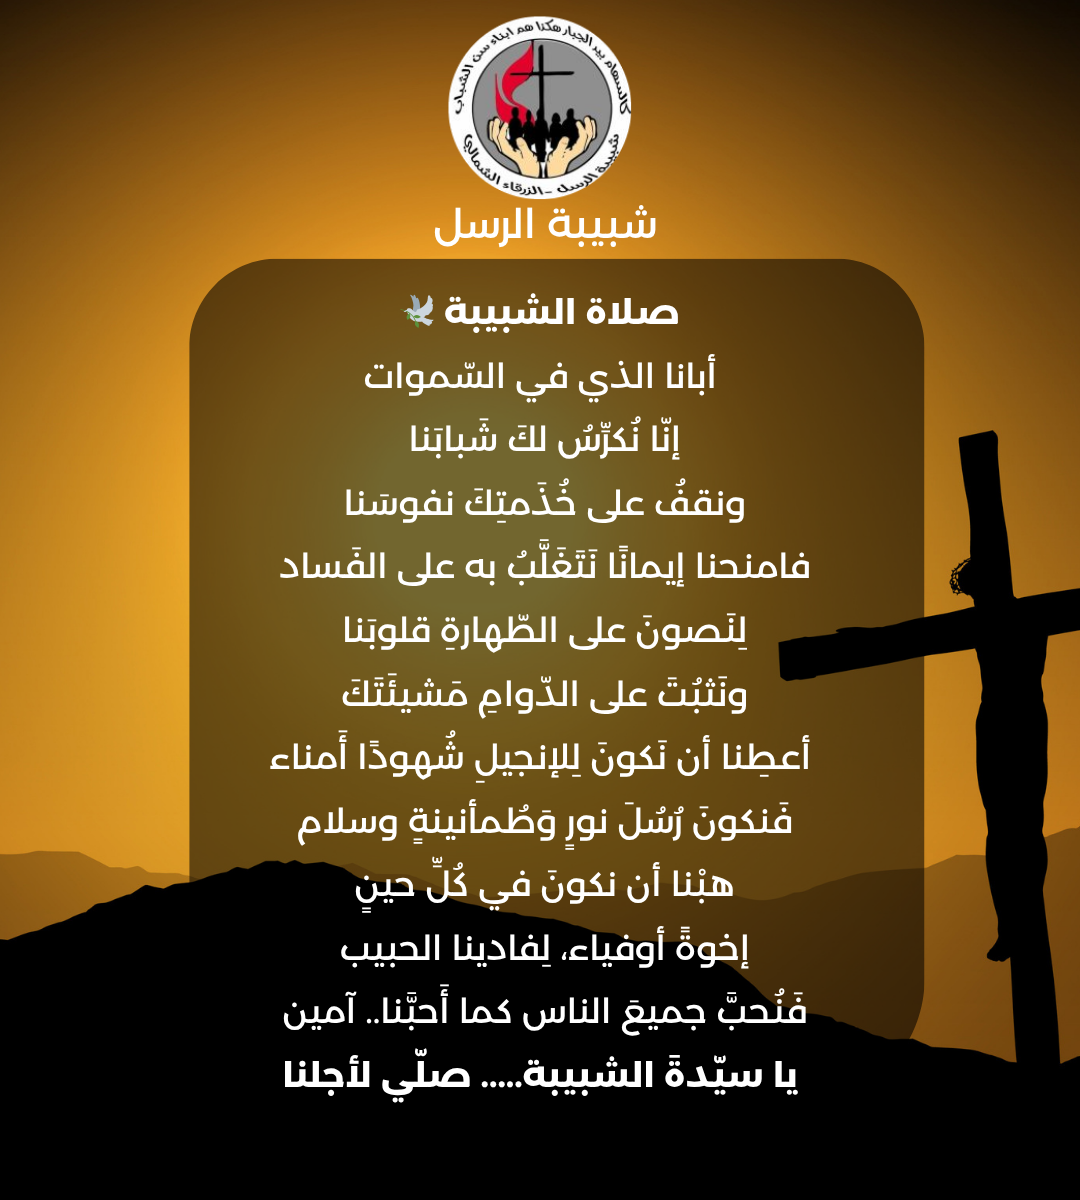 كالسهام بيد الجبار هكذا هم ابناء سن الشباب
شبيبة الرسل - الزرقاء الشمالي
شبيبة الرسل
صلاة الشبيبة 🕊️
أبانا الذي في السّموات
إنّا نُكرِّسُ لكَ شَبابَنا
ونقفُ على خُذَمتِكَ نفوسَنا
فامنحنا إيمانًا نَتَغَلَّبُ به على الفَساد
لِنَصونَ على الطّهارةِ قلوبَنا
ونَثبُتَ على الدّوامِ مَشيئَتَكَ
أعطِنا أن نَكونَ لِلإنجيلِ شُهودًا أَمناء
فَنكونَ رُسُلَ نورٍ وَطُمأنينةٍ وسلام
هبْنا أن نكونَ في كُلِّ حينٍ
إخوةً أوفياء، لِفادينا الحبيب
فَنُحبَّ جميعَ الناس كما أَحبَّنا.. آمين
يا سيّدةَ الشبيبة..... صلّي لأجلنا